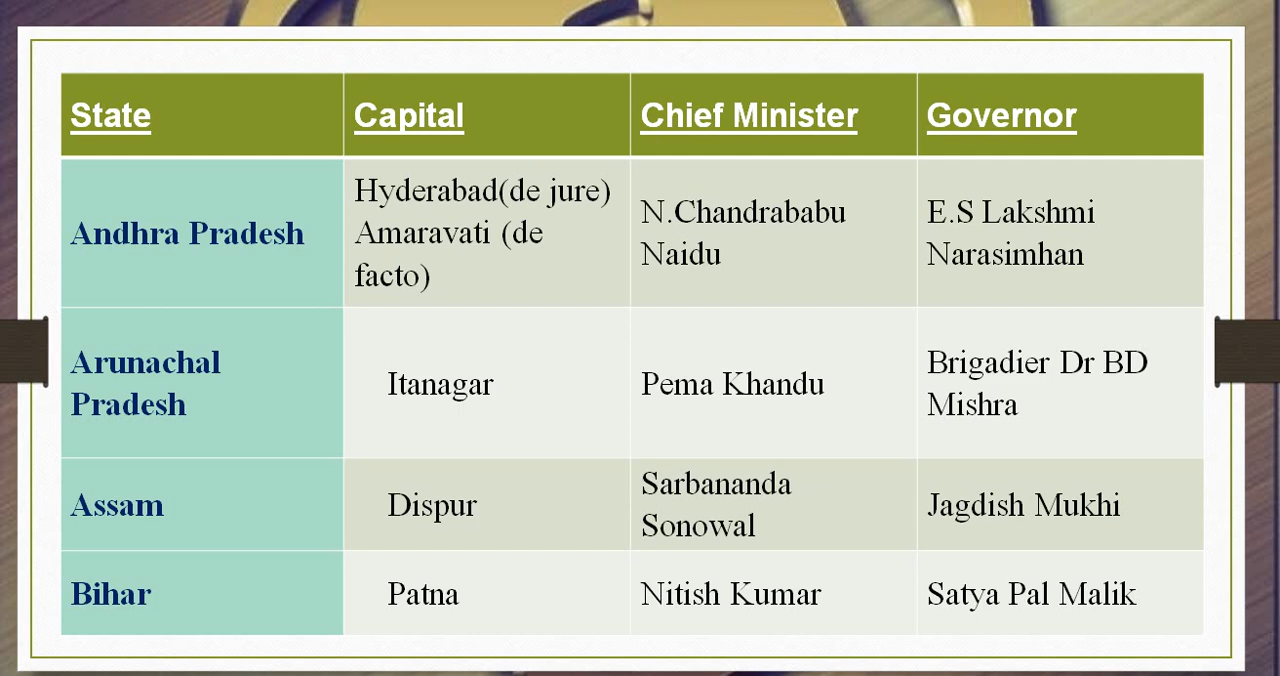 State Capital Chief Minister Governor
Andhra Pradesh
Hyderabad(de jure)
Amaravati (de
facto)
N.Chandrababu
Naidu
E.S Lakshmi
Narasimhan
Arunachal
Pradesh
Itanagar
Pema Khandu
Brigadier Dr BD
Mishra
Assam
Dispur
Sarbananda
Sonowal
Jagdish Mukhi
Bihar
Patna
Nitish Kumar
Satya Pal Malik